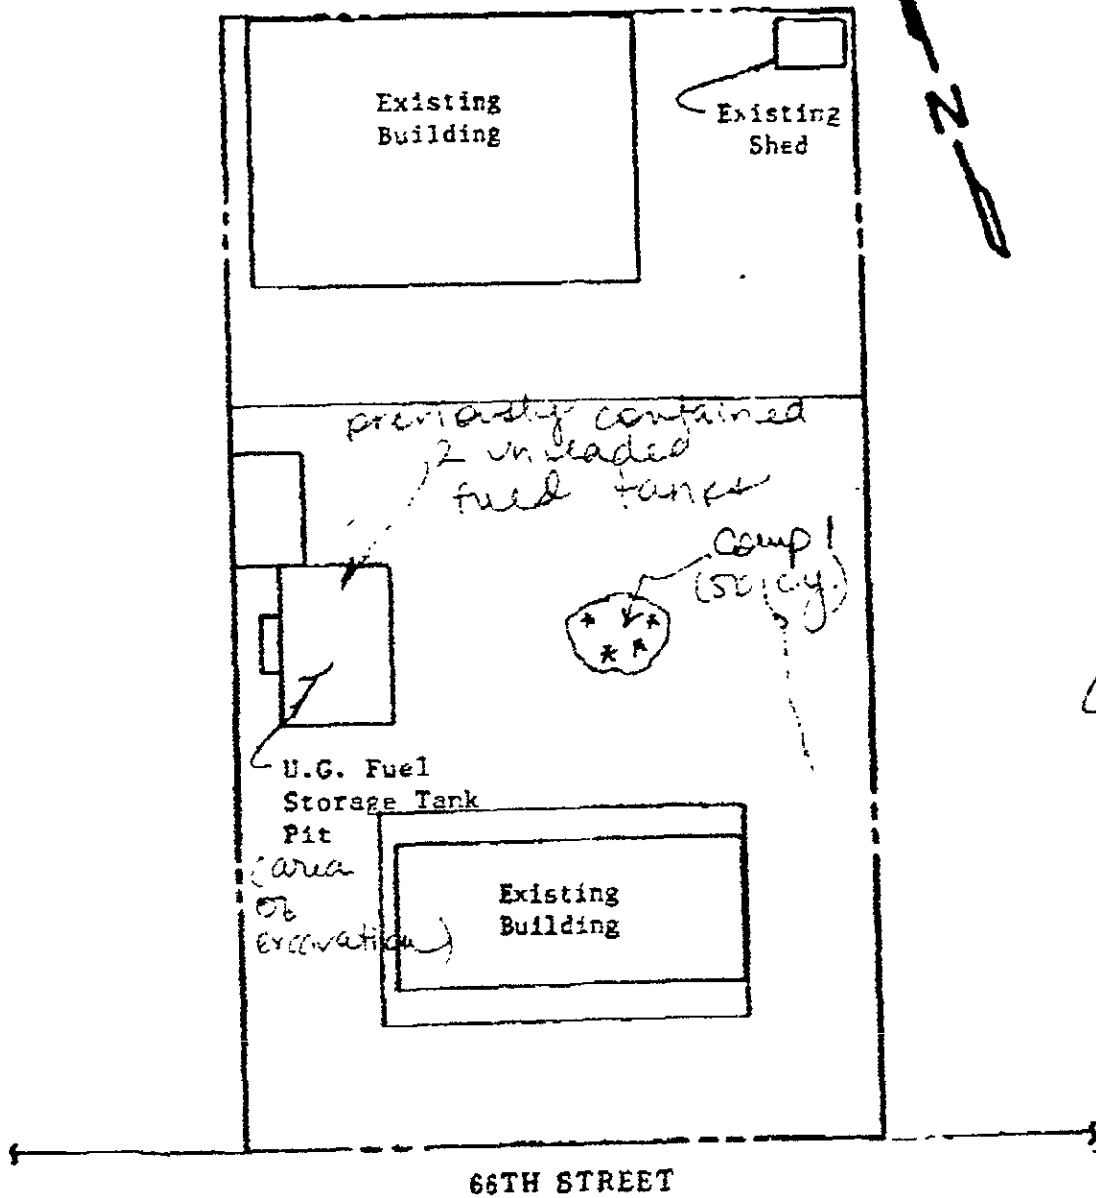 Existing
Building
Existing
Shed
N
previously contained
2 unleaded
fuel tanks
Comp 1
(50 c.y.)
U.G. Fuel
Storage Tank
Pit
(area
of
excavation)
Existing
Building
66TH STREET